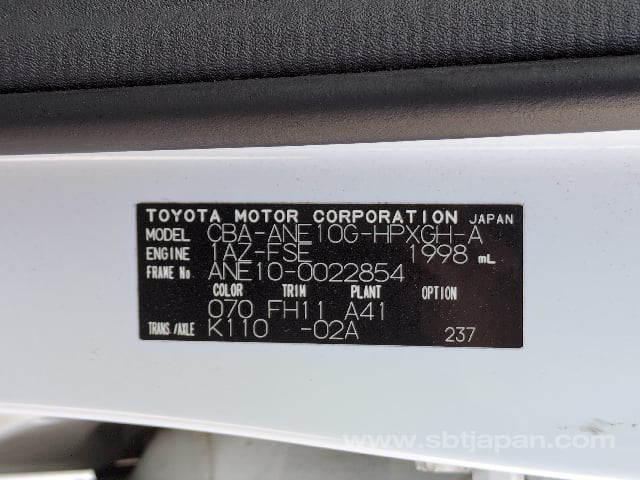 TOYOTA MOTOR CORPORATION JAPAN
MODEL CBA-ANE10G-HPXGH-A
ENGINE 1AZ-FSE 1998 mL
FRAME No ANE10-0022854
COLOR TRIM PLANT OPTION
070 FH11 A41
TRANS/AXLE K110 -02A 237
www.sbtjapan.com